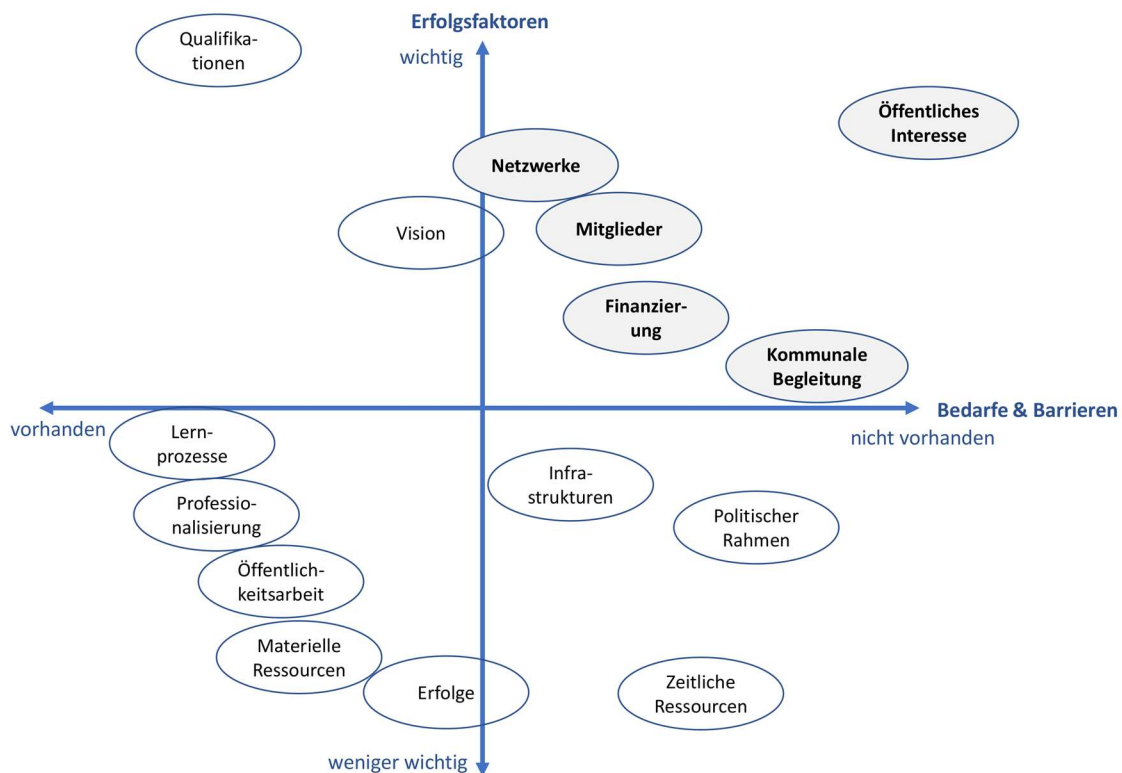 Erfolgsfaktoren
wichtig
Qualifika-
tionen
Öffentliches
Interesse
Netzwerke
Vision
Mitglieder
Finanzier-
ung
Kommunale
Begleitung
vorhanden
Bedarfe & Barrieren
nicht vorhanden
Lern-
prozesse
Infra-
strukturen
Professio-
nalisierung
Politischer
Rahmen
Öffentlich-
keitsarbeit
Materielle
Ressourcen
Erfolge
Zeitliche
Ressourcen
weniger wichtig